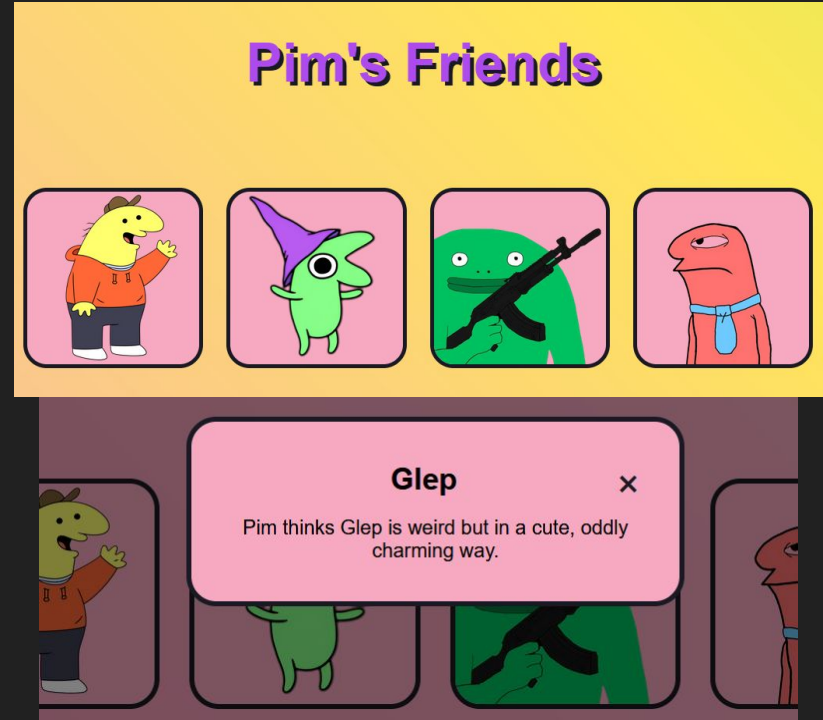 Pim's Friends
Glep
×
Pim thinks Glep is weird but in a cute, oddly
charming way.